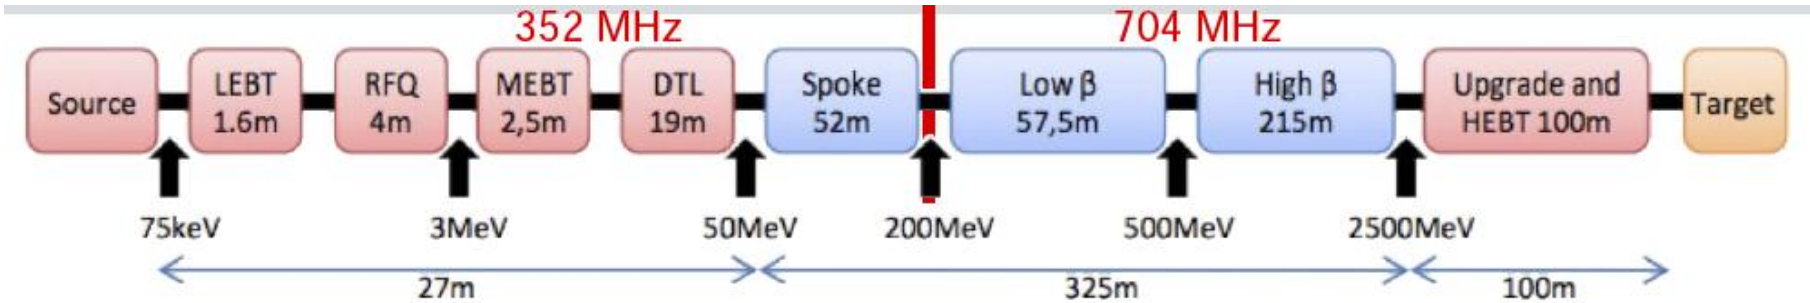 352 MHz
704 MHz
Source
LEBT
1.6m
RFQ
4m
MEBT
2,5m
DTL
19m
Spoke
52m
Low β
57,5m
High β
215m
Upgrade and
HEBT 100m
Target
75keV
3MeV
50MeV
200MeV
500MeV
2500MeV
27m
325m
100m